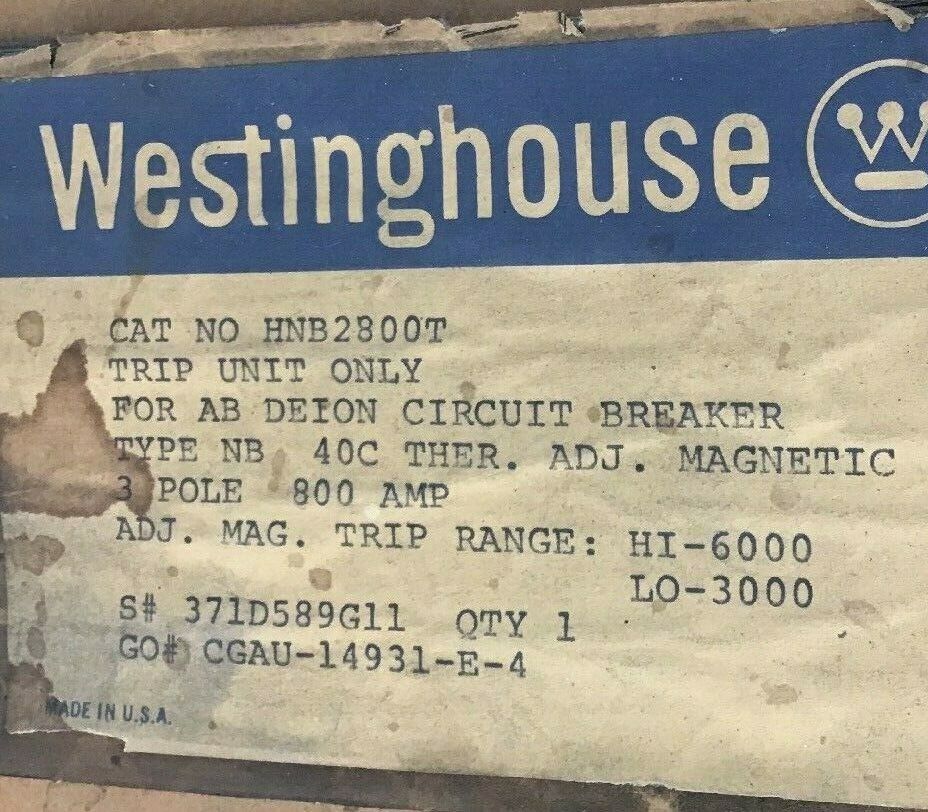 Westinghouse W
CAT NO HNB2800T
TRIP UNIT ONLY
FOR AB DEION CIRCUIT BREAKER
TYPE NB 40C THER. ADJ. MAGNETIC
3 POLE 800 AMP
ADJ. MAG. TRIP RANGE: HI-6000
LO-3000
S# 371D589G11 QTY 1
GO# CGAU-14931-E-4
MADE IN U.S.A.